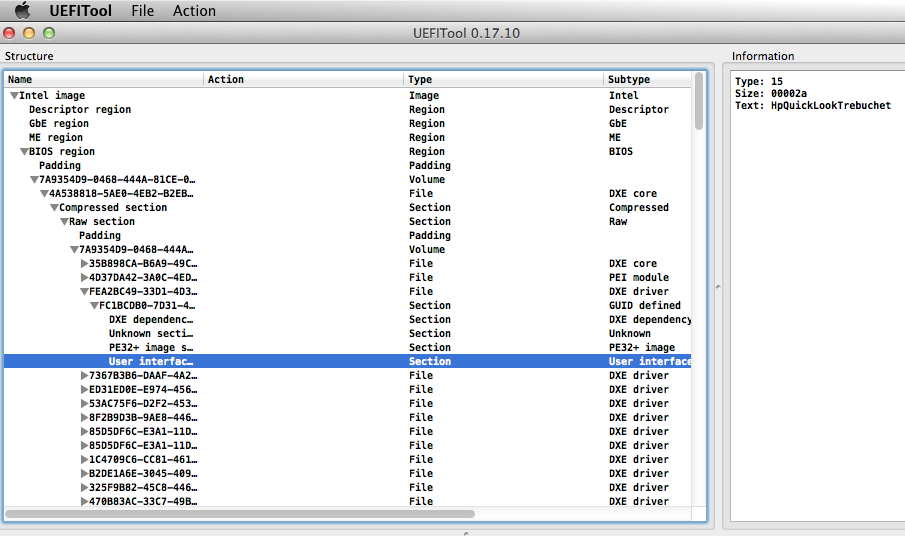 UEFITool File Action
UEFITool 0.17.10
Structure
Name Action Type Subtype
Intel image Image Intel
Descriptor region Region Descriptor
GbE region Region GbE
ME region Region ME
BIOS region Region BIOS
Padding Padding
7A9354D9-0468-444A-81CE-0… Volume
4A538818-5AE0-4EB2-B2EB… File DXE core
Compressed section Section Compressed
Raw section Section Raw
Padding Padding
7A9354D9-0468-444A… Volume
35B898CA-B6A9-49C… File DXE core
4D37DA42-3A0C-4ED… File PEI module
FEA2BC49-33D1-4D3… File DXE driver
FC1BCDB0-7D31-4… Section GUID defined
DXE dependenc… Section DXE dependency
Unknown secti… Section Unknown
PE32+ image s… Section PE32+ image
User interfac… Section User interface
7367B3B6-DAAF-4A2… File DXE driver
ED31ED0E-E974-456… File DXE driver
53AC75F6-D2F2-453… File DXE driver
8F2B9D3B-9AE8-446… File DXE driver
85D5DF6C-E3A1-11D… File DXE driver
85D5DF6C-E3A1-11D… File DXE driver
1C4709C6-CC81-461… File DXE driver
B2DE1A6E-3045-409… File DXE driver
325F9B82-45C8-446… File DXE driver
470B83AC-33C7-49B… File DXE driver
Information
Type: 15
Size: 00002a
Text: HpQuickLookTrebuchet